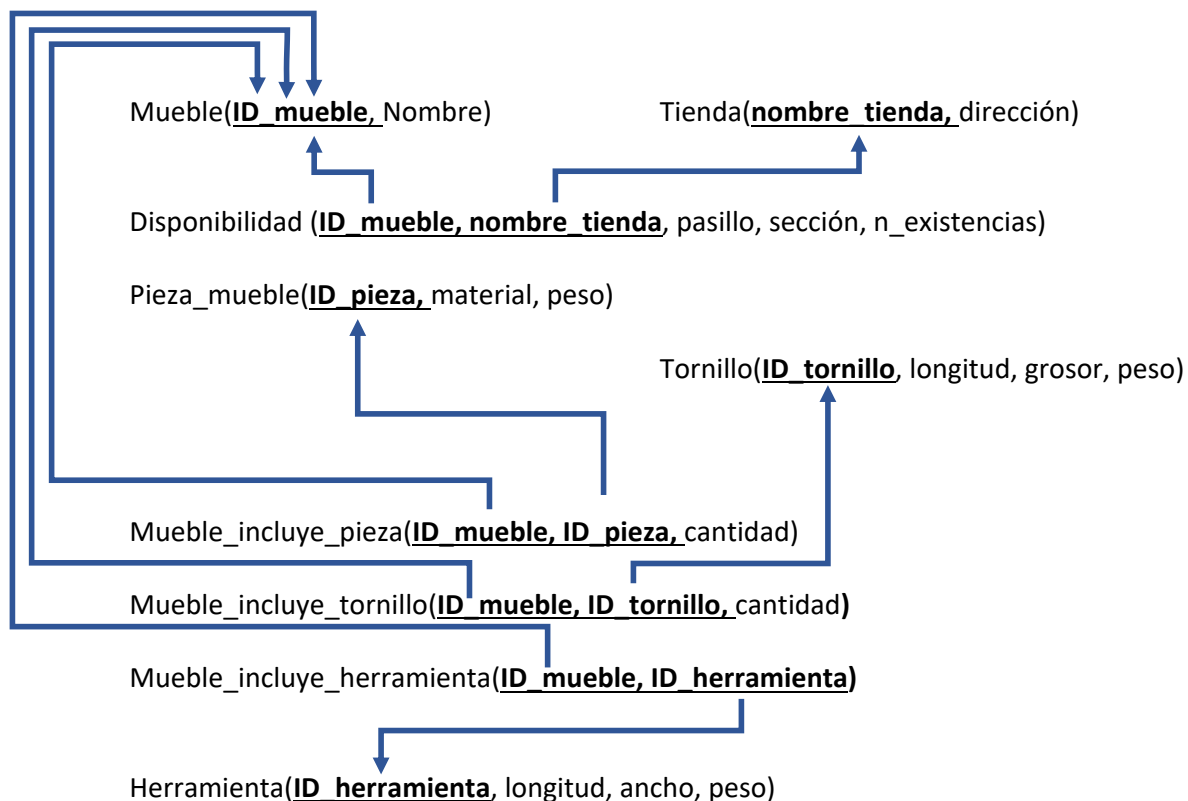 Mueble(ID_mueble, Nombre)
Tienda(nombre_tienda, dirección)
Disponibilidad (ID_mueble, nombre_tienda, pasillo, sección, n_existencias)
Pieza_mueble(ID_pieza, material, peso)
Tornillo(ID_tornillo, longitud, grosor, peso)
Mueble_incluye_pieza(ID_mueble, ID_pieza, cantidad)
Mueble_incluye_tornillo(ID_mueble, ID_tornillo, cantidad)
Mueble_incluye_herramienta(ID_mueble, ID_herramienta)
Herramienta(ID_herramienta, longitud, ancho, peso)